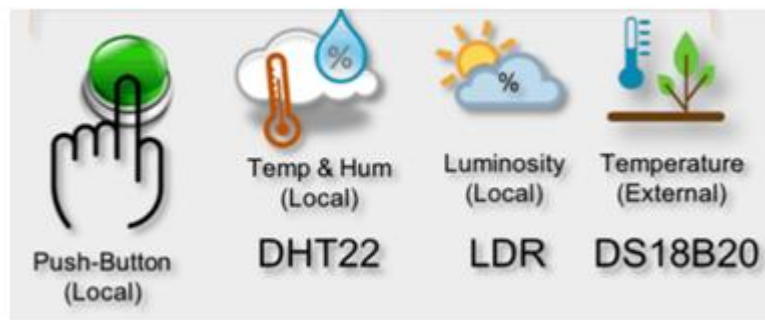 %
%
Temp & Hum
(Local)
DHT22
Luminosity
(Local)
LDR
Temperature
(External)
DS18B20
Push-Button
(Local)